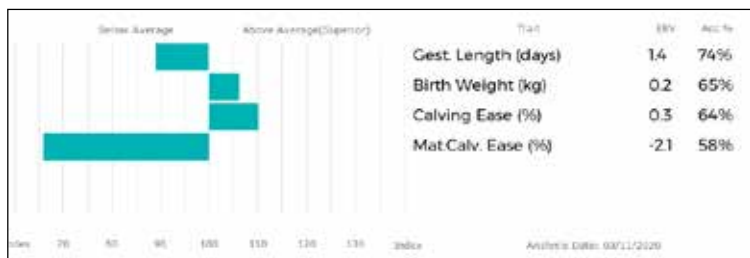 Below Average Above Average(Superior) Trait EBV Acc %
Gest. Length (days) 1.4 74%
Birth Weight (kg) 0.2 65%
Calving Ease (%) 0.3 64%
Mat.Calv. Ease (%) -2.1 58%
70 80 90 100 110 120 130 Index Analysis Date: 03/11/2020